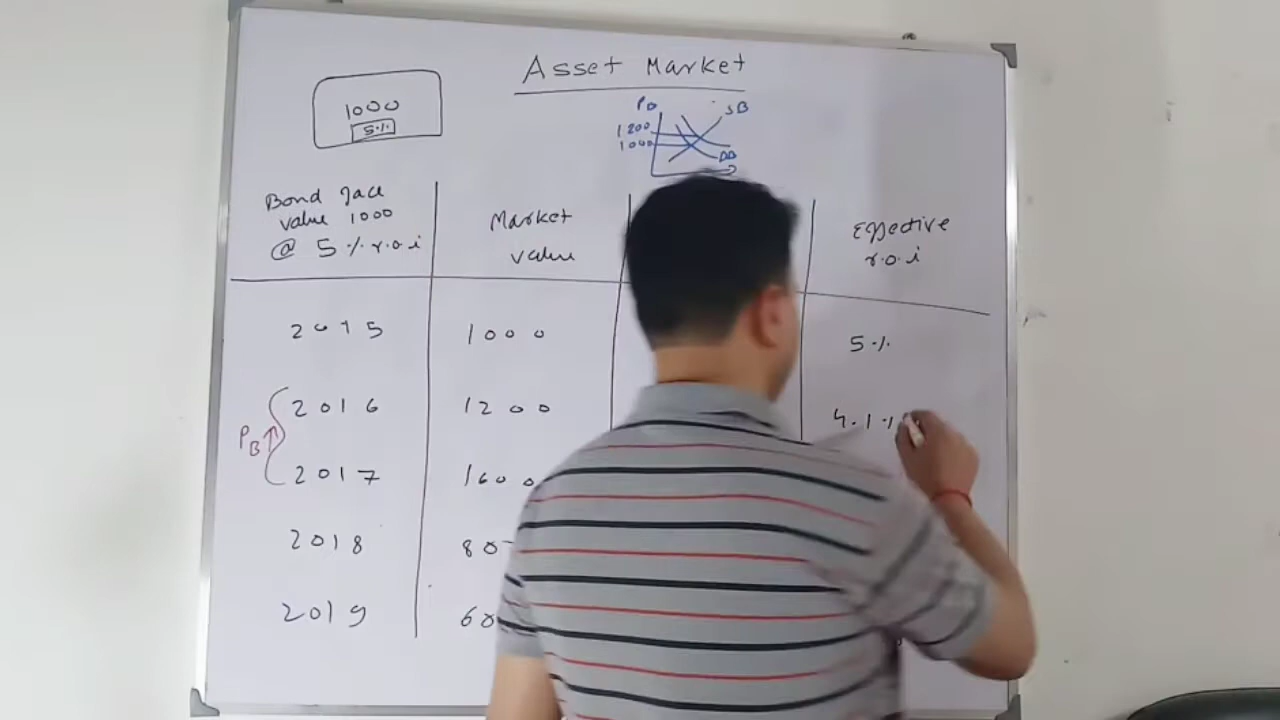 Asset Market
1000
5%
PB
SB
1200
1000
DD
Bond face
value 1000
@ 5% r.o.i
Market
value
Effective
r.o.i
2015
1000
5%
2016
1200
4.1%
PB↑
2017
1600
2018
80
2019
60